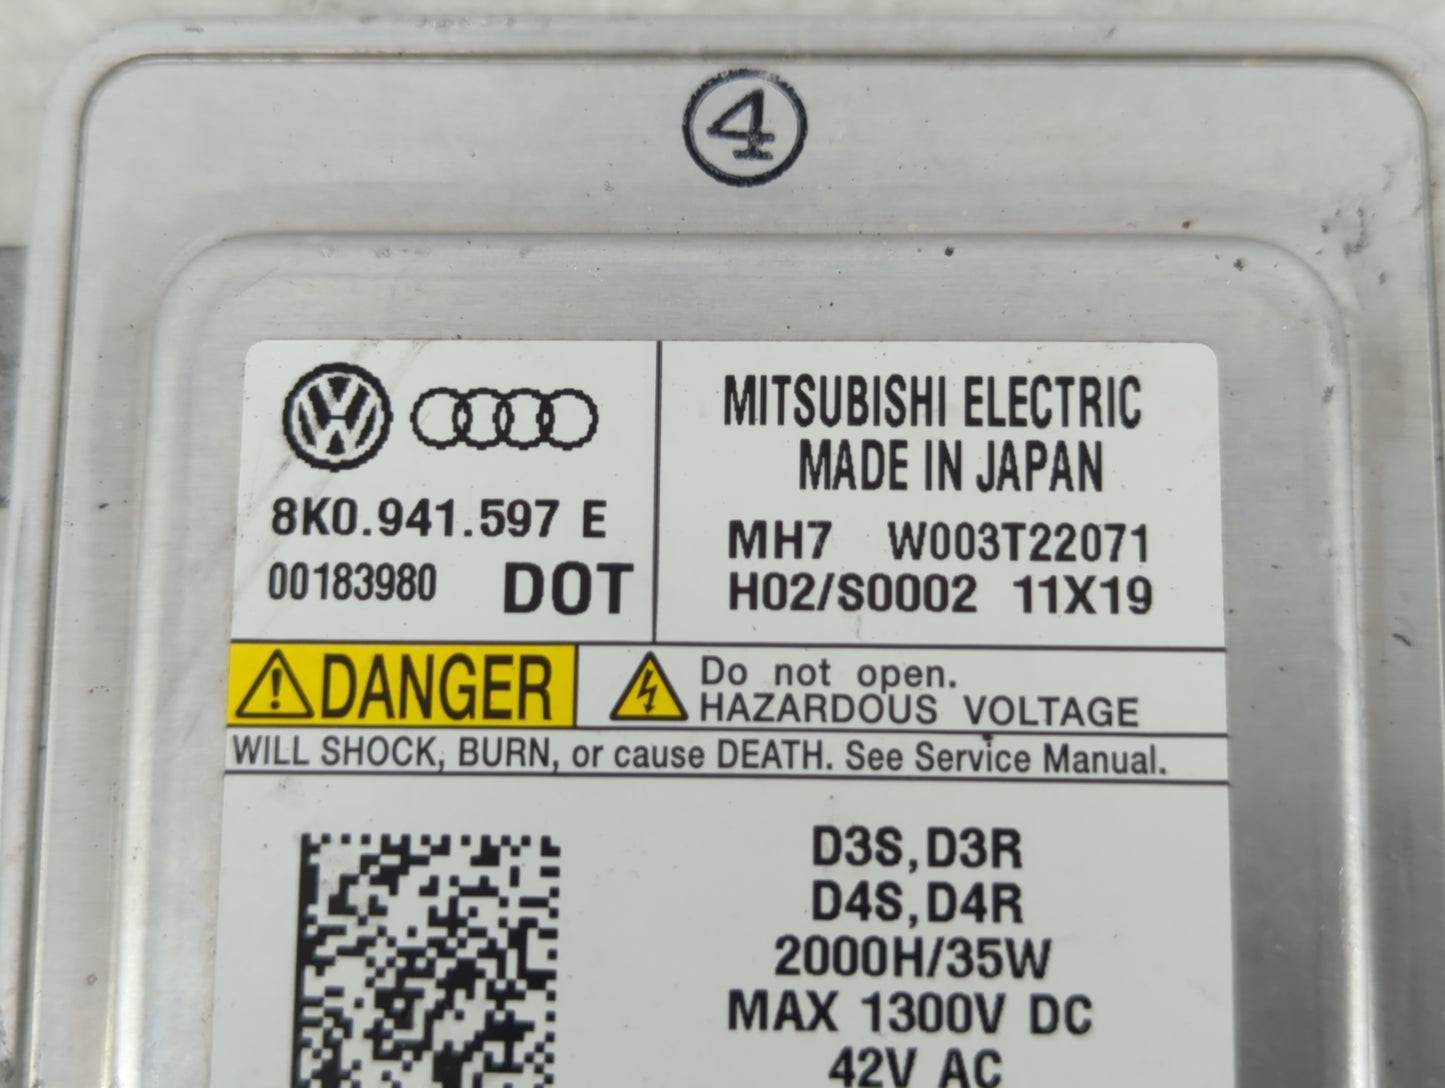 4
8K0.941.597 E
00183980 DOT
MITSUBISHI ELECTRIC
MADE IN JAPAN
MH7 W003T22071
H02/S0002 11X19
DANGER
Do not open.
HAZARDOUS VOLTAGE
WILL SHOCK, BURN, or cause DEATH. See Service Manual.
D3S,D3R
D4S,D4R
2000H/35W
MAX 1300V DC
42V AC